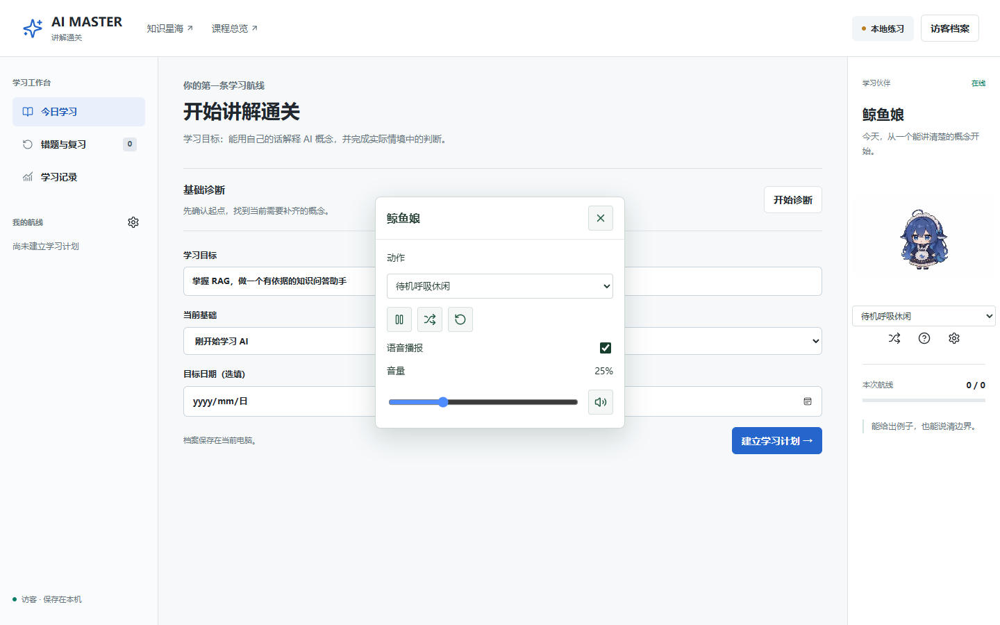 AI MASTER
讲解通关
知识星海 ↗
课程总览 ↗
本地练习
访客档案
学习工作台
今日学习
错题与复习
0
学习记录
我的航线
尚未建立学习计划
访客 · 保存在本机
你的第一条学习航线
开始讲解通关
学习目标：能用自己的话解释 AI 概念，并完成实际情境中的判断。
基础诊断
先确认起点，找到当前需要补齐的概念。
开始诊断
学习目标
掌握 RAG，做一个有依据的知识问答助手
当前基础
刚开始学习 AI
目标日期（选填）
yyyy/mm/日
档案保存在当前电脑。
建立学习计划 →
鲸鱼娘
动作
待机呼吸休闲
语音播报
音量
25%
学习伙伴
在线
鲸鱼娘
今天，从一个能讲清楚的概念开
始。
待机呼吸休闲
本次航线
0 / 0
能给出例子，也能说清边界。